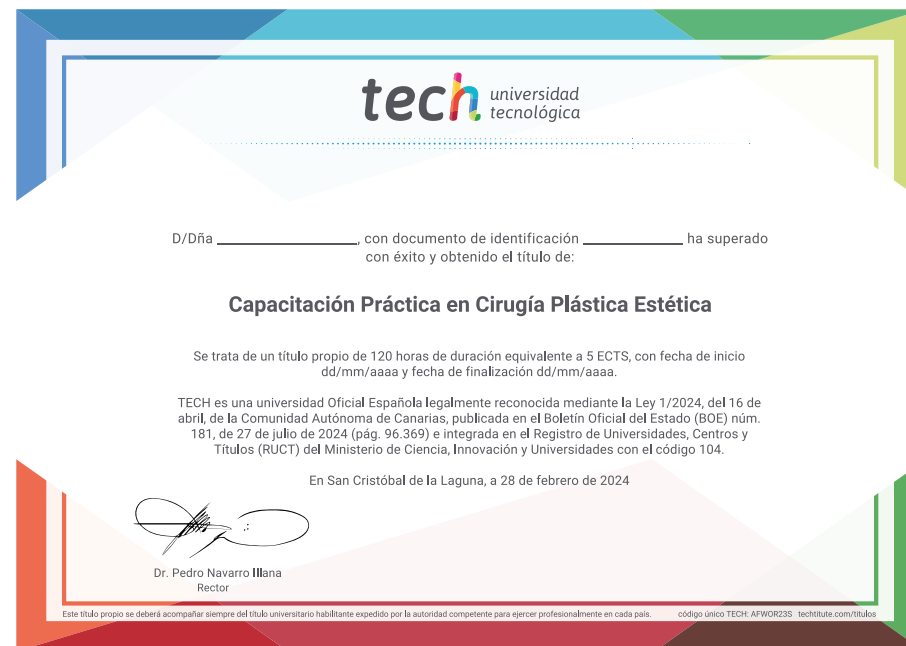 tech universidad
tecnológica
D/Dña ____________________, con documento de identificación ______________ ha superado
con éxito y obtenido el título de:
Capacitación Práctica en Cirugía Plástica Estética
Se trata de un título propio de 120 horas de duración equivalente a 5 ECTS, con fecha de inicio
dd/mm/aaaa y fecha de finalización dd/mm/aaaa.
TECH es una universidad Oficial Española legalmente reconocida mediante la Ley 1/2024, del 16 de
abril, de la Comunidad Autónoma de Canarias, publicada en el Boletín Oficial del Estado (BOE) núm.
181, de 27 de julio de 2024 (pág. 96.369) e integrada en el Registro de Universidades, Centros y
Títulos (RUCT) del Ministerio de Ciencia, Innovación y Universidades con el código 104.
En San Cristóbal de la Laguna, a 28 de febrero de 2024
Dr. Pedro Navarro Illana
Rector
Este título propio se deberá acompañar siempre del título universitario habilitante expedido por la autoridad competente para ejercer profesionalmente en cada país. código único TECH: AFWOR23S techtitute.com/titulos